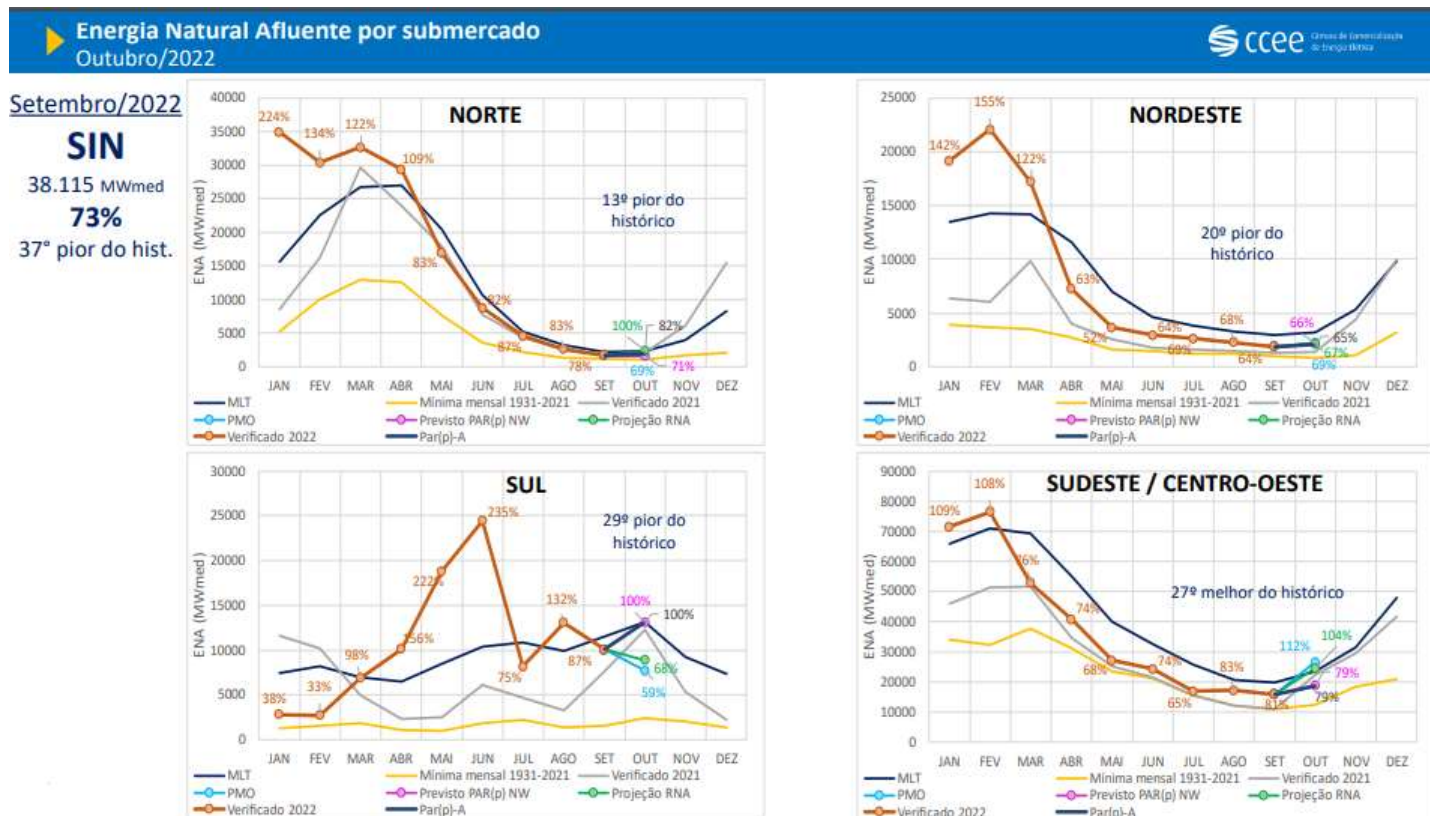 Energia Natural Afluente por submercado
Outubro/2022
ccee Câmara de Comercialização
de Energia Elétrica
Setembro/2022
SIN
38.115 MWmed
73%
37° pior do hist.
NORTE
13º pior do
histórico
ENA (MWmed)
40000
35000
30000
25000
20000
15000
10000
5000
0
224%
134%
122%
109%
83%
82%
87%
83%
78%
100%
82%
69%
71%
JAN FEV MAR ABR MAI JUN JUL AGO SET OUT NOV DEZ
MLT Mínima mensal 1931-2021 Verificado 2021
PMO Previsto PAR(p) NW Projeção RNA
Verificado 2022 Par(p)-A
NORDESTE
20º pior do
histórico
ENA (MWmed)
25000
20000
15000
10000
5000
0
142%
155%
122%
63%
52%
64%
69%
68%
64%
66%
65%
67%
69%
JAN FEV MAR ABR MAI JUN JUL AGO SET OUT NOV DEZ
MLT Mínima mensal 1931-2021 Verificado 2021
PMO Previsto PAR(p) NW Projeção RNA
Verificado 2022 Par(p)-A
SUL
29º pior do
histórico
ENA (MWmed)
30000
25000
20000
15000
10000
5000
0
38%
33%
98%
156%
222%
235%
75%
132%
87%
100%
100%
68%
59%
JAN FEV MAR ABR MAI JUN JUL AGO SET OUT NOV DEZ
MLT Mínima mensal 1931-2021 Verificado 2021
PMO Previsto PAR(p) NW Projeção RNA
Verificado 2022 Par(p)-A
SUDESTE / CENTRO-OESTE
27º melhor do histórico
ENA (MWmed)
90000
80000
70000
60000
50000
40000
30000
20000
10000
0
109%
108%
76%
74%
68%
74%
65%
83%
81%
112%
104%
79%
79%
JAN FEV MAR ABR MAI JUN JUL AGO SET OUT NOV DEZ
MLT Mínima mensal 1931-2021 Verificado 2021
PMO Previsto PAR(p) NW Projeção RNA
Verificado 2022 Par(p)-A